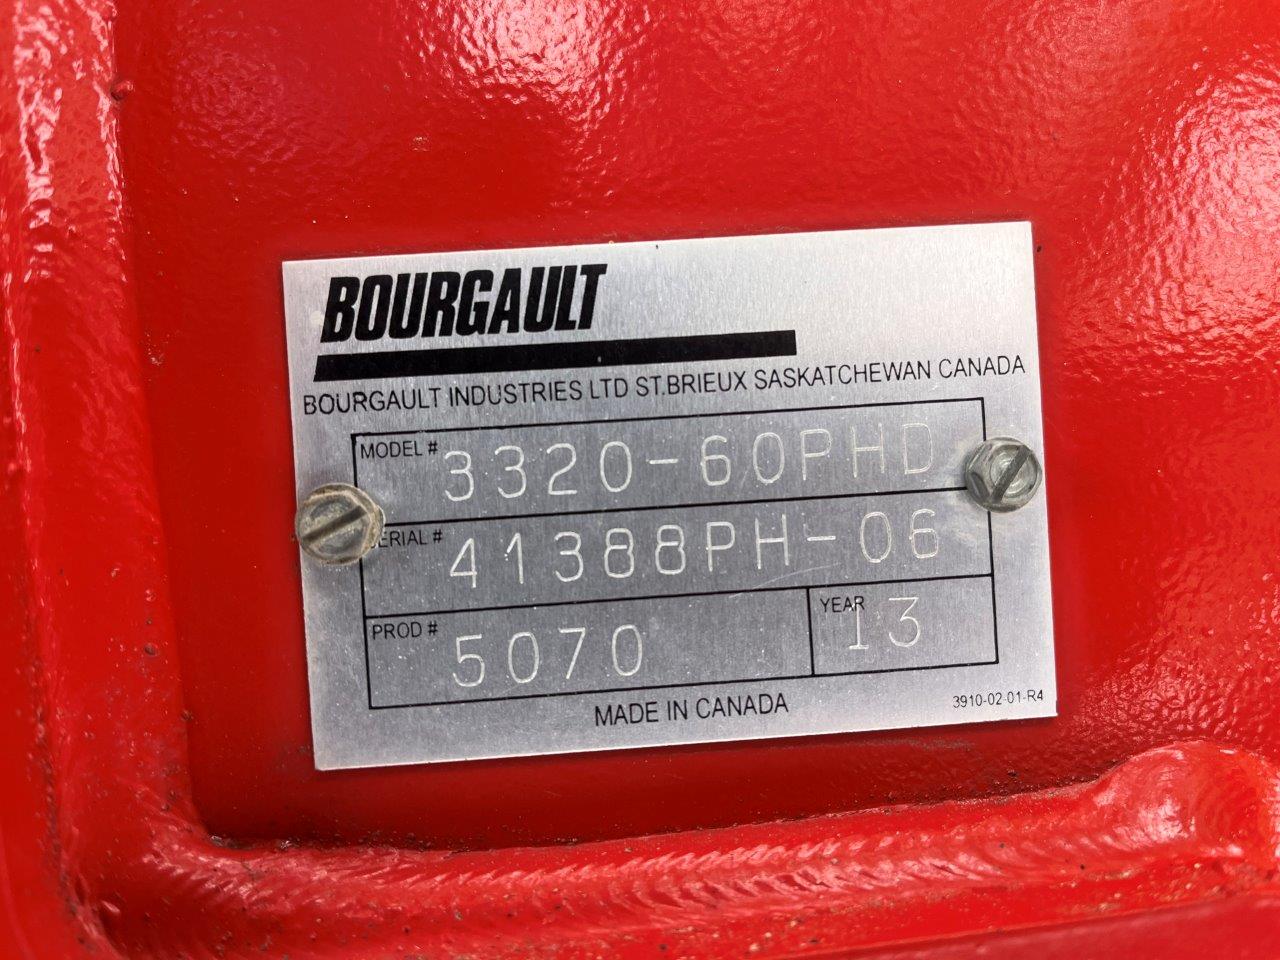 BOURGAULT
BOURGAULT INDUSTRIES LTD ST.BRIEUX SASKATCHEWAN CANADA
MODEL # 3320-60PHD
SERIAL # 41388PH-06
PROD # 5070 YEAR 13
MADE IN CANADA
3910-02-01-R4